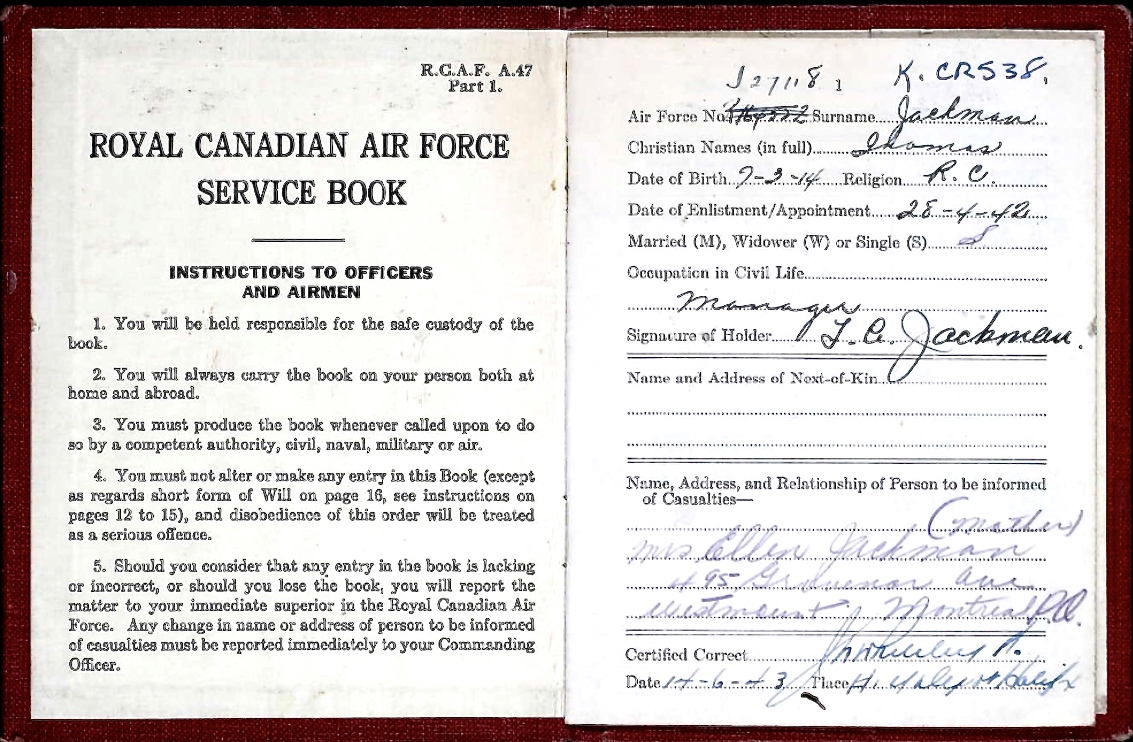 R.C.A.F. A.47
Part 1.
ROYAL CANADIAN AIR FORCE
SERVICE BOOK
INSTRUCTIONS TO OFFICERS
AND AIRMEN
1. You will be held responsible for the safe custody of the
book.
2. You will always carry the book on your person both at
home and abroad.
3. You must produce the book whenever called upon to do
so by a competent authority, civil, naval, military or air.
4. You must not alter or make any entry in this Book (except
as regards short form of Will on page 16, see instructions on
pages 12 to 15), and disobedience of this order will be treated
as a serious offence.
5. Should you consider that any entry in the book is lacking
or incorrect, or should you lose the book, you will report the
matter to your immediate superior in the Royal Canadian Air
Force. Any change in name or address of person to be informed
of casualties must be reported immediately to your Commanding
Officer.
J27118 1 K. CR538.
Air Force No. Surname Jackman
Christian Names (in full) Thomas
Date of Birth 7-3-14 Religion R.C.
Date of Enlistment/Appointment 28-4-42
Married (M), Widower (W) or Single (S) S
Occupation in Civil Life
Manager
Signature of Holder T. C. Jackman.
Name and Address of Next-of-Kin
Name, Address, and Relationship of Person to be informed
of Casualties—
(Mother)
Mrs Ellen Jackman
495 Grosvenor Ave
Westmount, Montreal P.Q.
Certified Correct
Date 14-6-43 Place Halifax